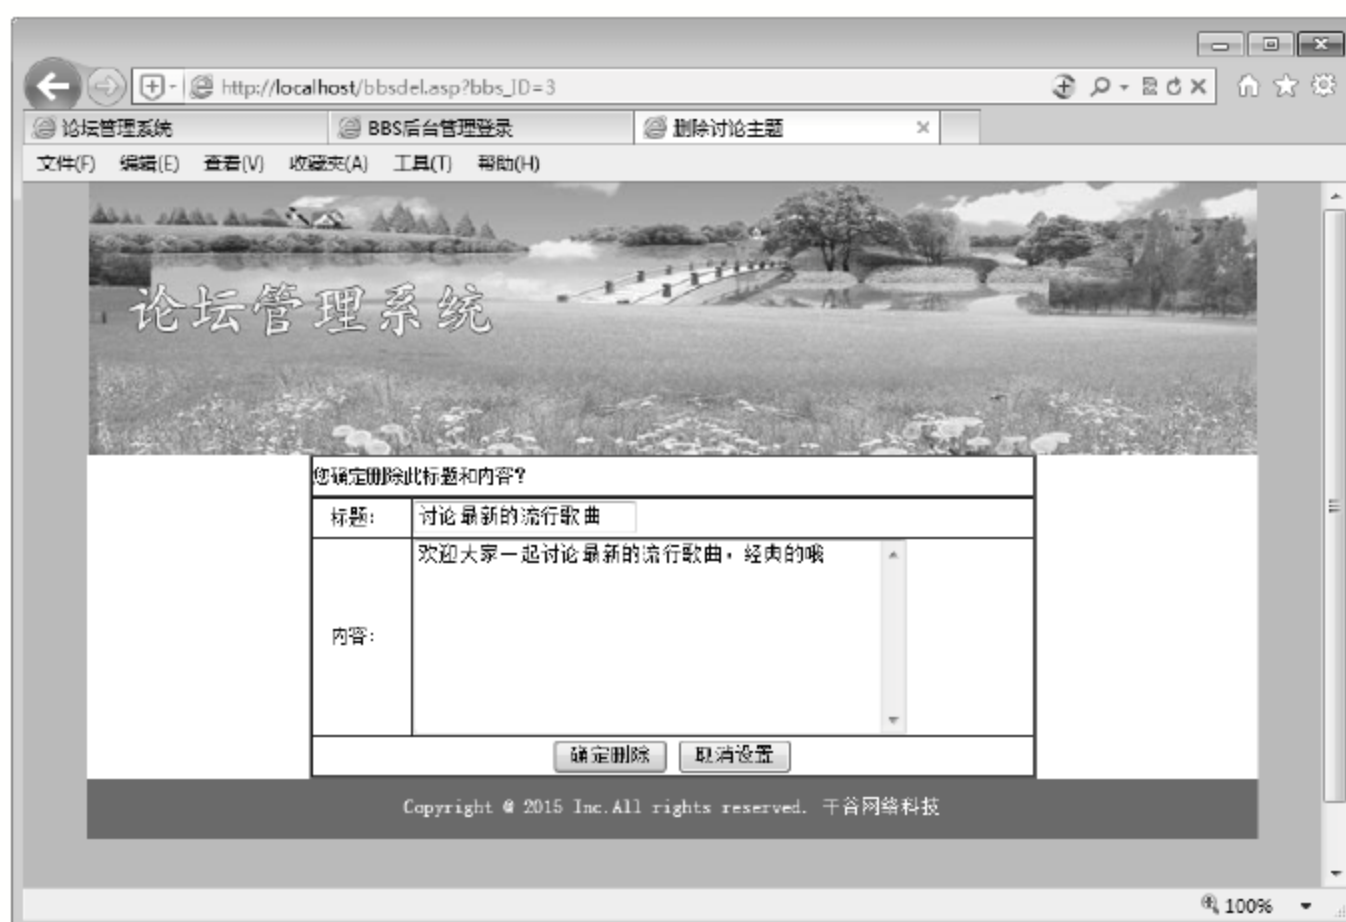 http://localhost/bbsdel.asp?bbs_ID=3
论坛管理系统 BBS后台管理登录 删除讨论主题
文件(F) 编辑(E) 查看(V) 收藏夹(A) 工具(T) 帮助(H)
论坛管理系统
您确定删除此标题和内容?
标题: 讨论最新的流行歌曲
欢迎大家一起讨论最新的流行歌曲,经典的哦
内容:
确定删除 取消设置
Copyright @ 2015 Inc.All rights reserved. 干谷网络科技
100%